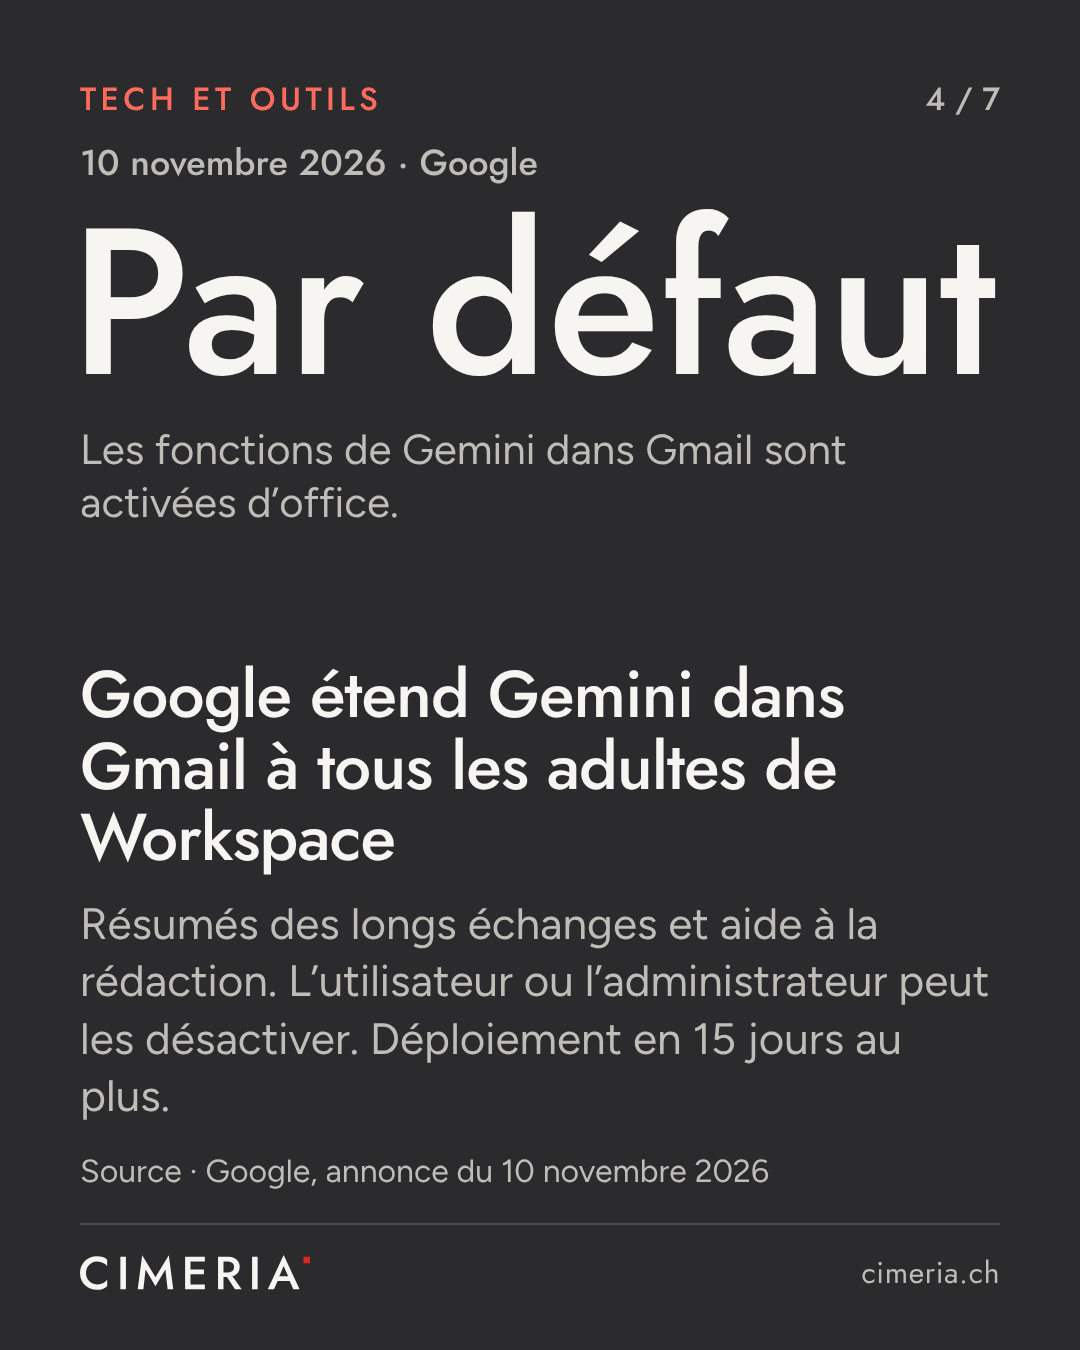 TECH ET OUTILS
4 / 7
10 novembre 2026 · Google
Par défaut
Les fonctions de Gemini dans Gmail sont
activées d’office.
Google étend Gemini dans
Gmail à tous les adultes de
Workspace
Résumés des longs échanges et aide à la
rédaction. L’utilisateur ou l’administrateur peut
les désactiver. Déploiement en 15 jours au
plus.
Source · Google, annonce du 10 novembre 2026
CIMERIA
cimeria.ch